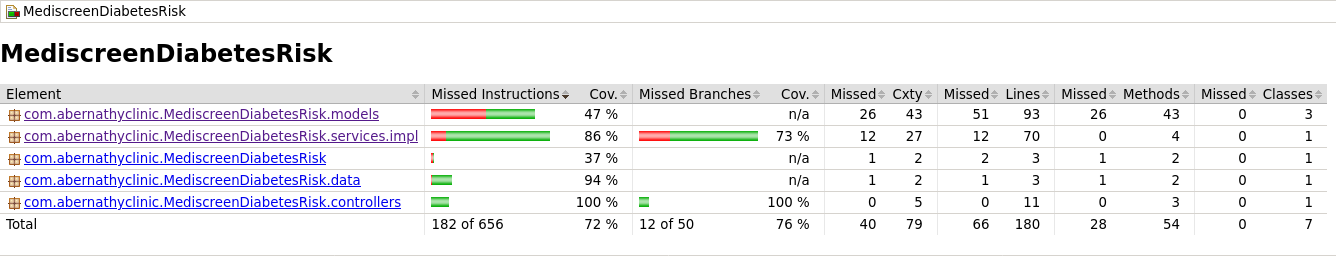 MediscreenDiabetesRisk
MediscreenDiabetesRisk
Element Missed Instructions Cov. Missed Branches Cov. Missed Cxty Missed Lines Missed Methods Missed Classes
com.abernathyclinic.MediscreenDiabetesRisk.models 47 % n/a 26 43 51 93 26 43 0 3
com.abernathyclinic.MediscreenDiabetesRisk.services.impl 86 % 73 % 12 27 12 70 0 4 0 1
com.abernathyclinic.MediscreenDiabetesRisk 37 % n/a 1 2 2 3 1 2 0 1
com.abernathyclinic.MediscreenDiabetesRisk.data 94 % n/a 1 2 1 3 1 2 0 1
com.abernathyclinic.MediscreenDiabetesRisk.controllers 100 % 100 % 0 5 0 11 0 3 0 1
Total 182 of 656 72 % 12 of 50 76 % 40 79 66 180 28 54 0 7